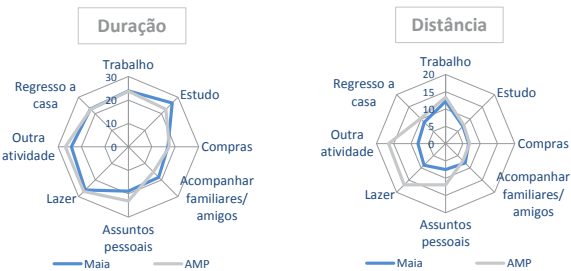 Duração
Trabalho
30
20
10
0
Estudo
Compras
Acompanhar
familiares/
amigos
Assuntos
pessoais
Lazer
Outra
atividade
Regresso a
casa
Maia
AMP
Distância
Trabalho
20
15
10
5
0
Estudo
Compras
Acompanhar
familiares/
amigos
Assuntos
pessoais
Lazer
Outra
atividade
Regresso a
casa
Maia
AMP